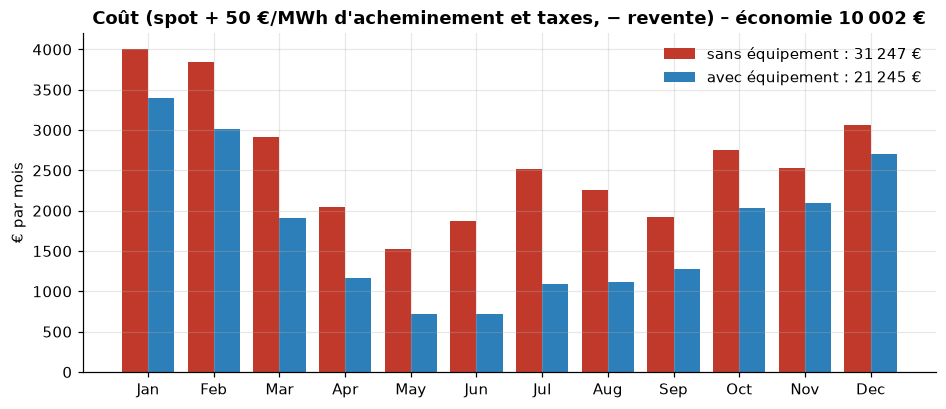 Coût (spot + 50 €/MWh d'acheminement et taxes, − revente) – économie 10 002 €
sans équipement : 31 247 €
avec équipement : 21 245 €
€ par mois
4000
3500
3000
2500
2000
1500
1000
500
0
Jan Feb Mar Apr May Jun Jul Aug Sep Oct Nov Dec